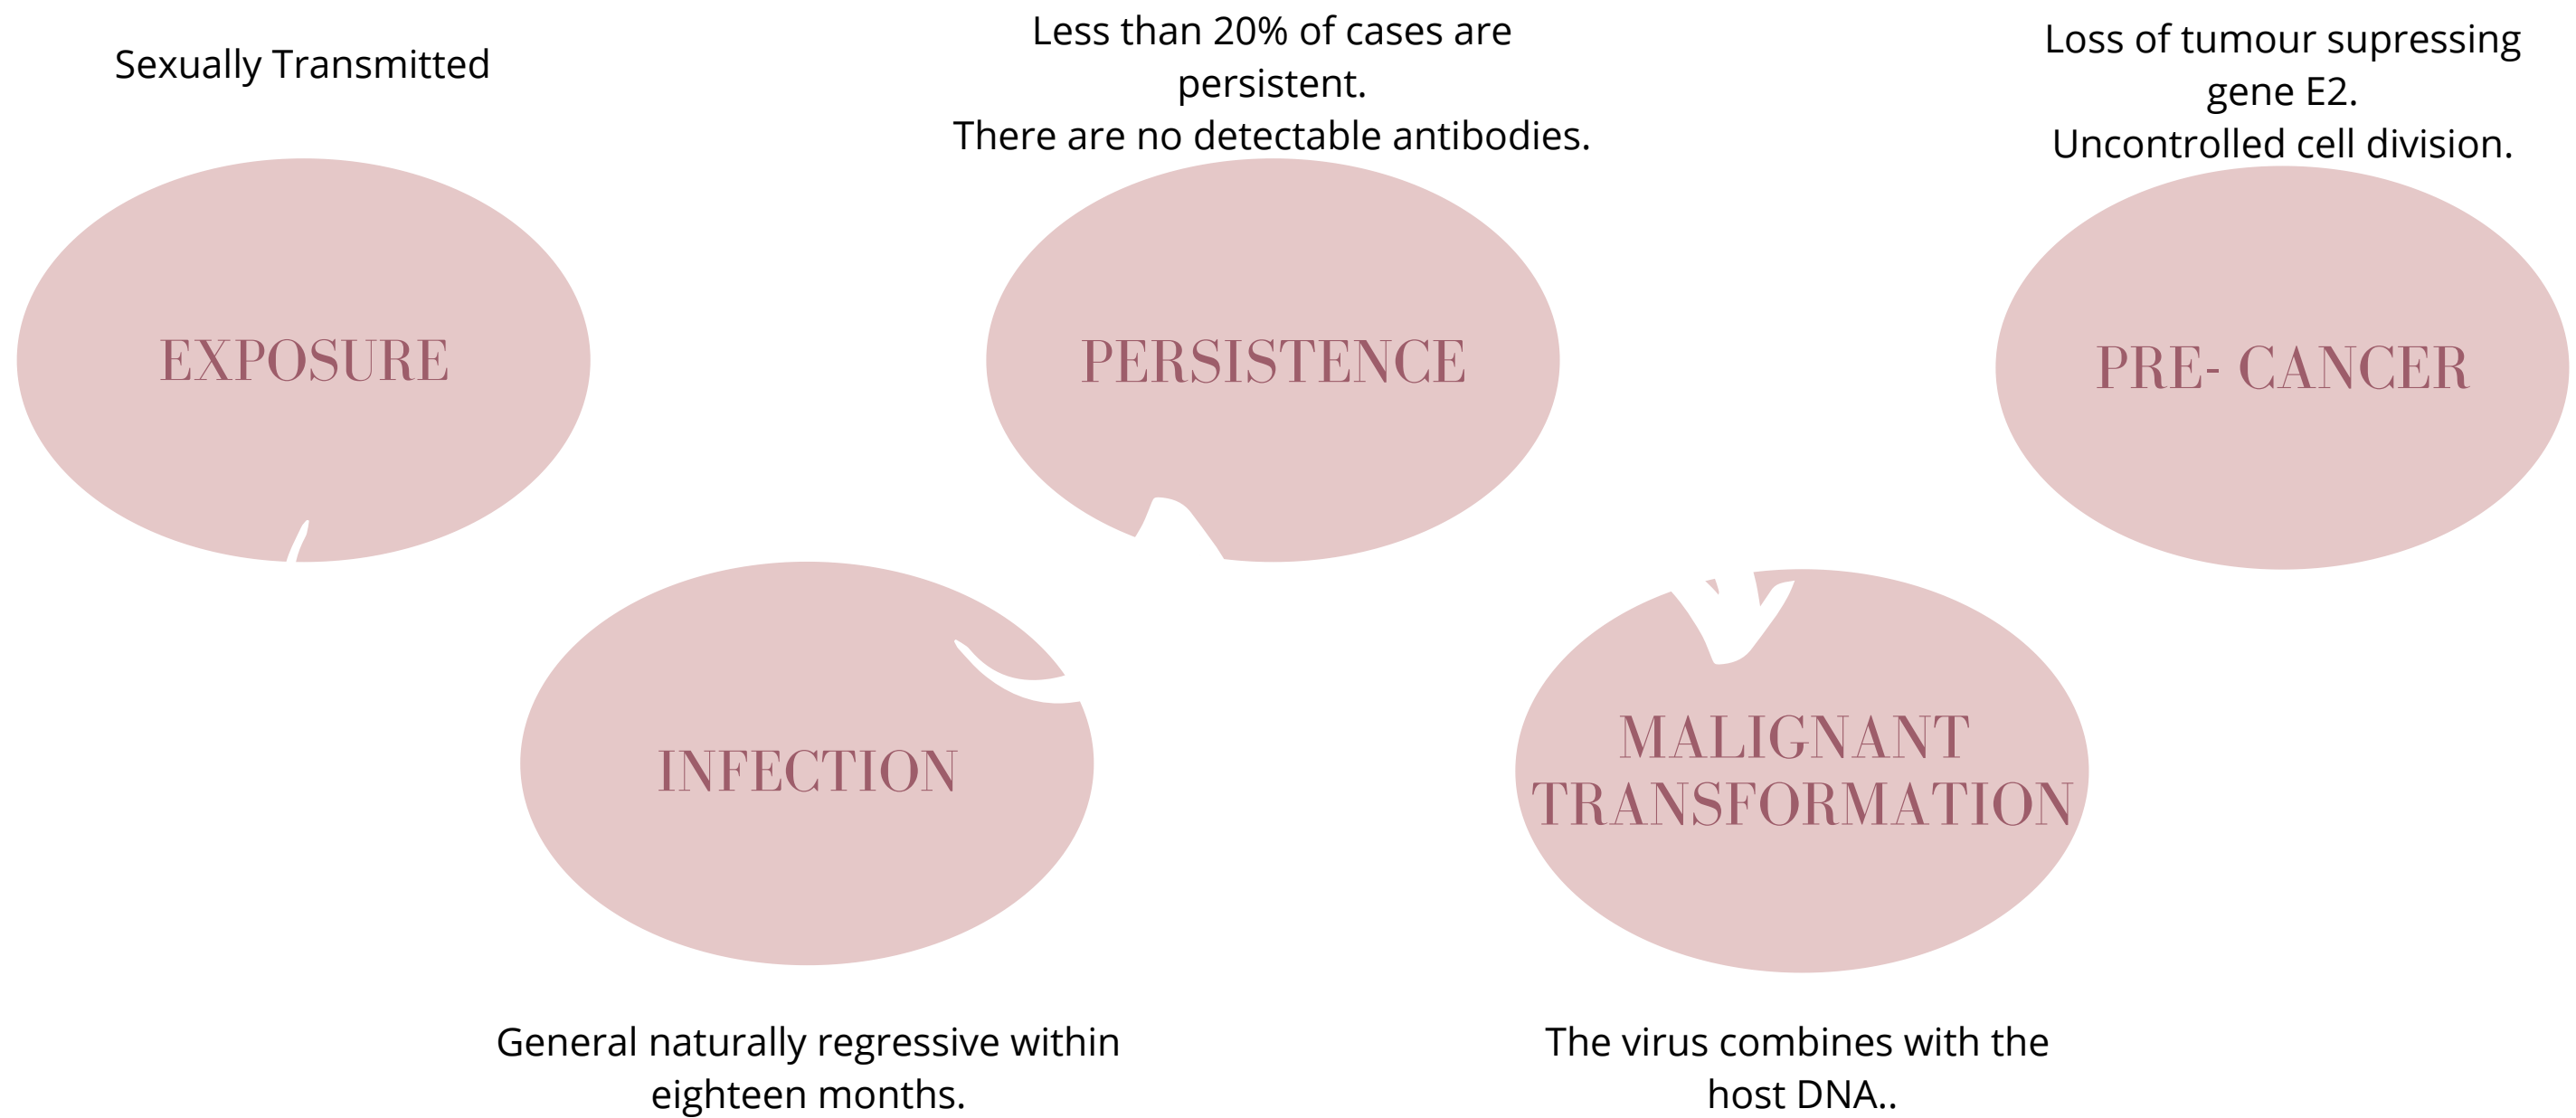 Sexually Transmitted
EXPOSURE
INFECTION
General naturally regressive within
eighteen months.
Less than 20% of cases are
persistent.
There are no detectable antibodies.
PERSISTENCE
MALIGNANT
TRANSFORMATION
The virus combines with the
host DNA..
Loss of tumour supressing
gene E2.
Uncontrolled cell division.
PRE- CANCER